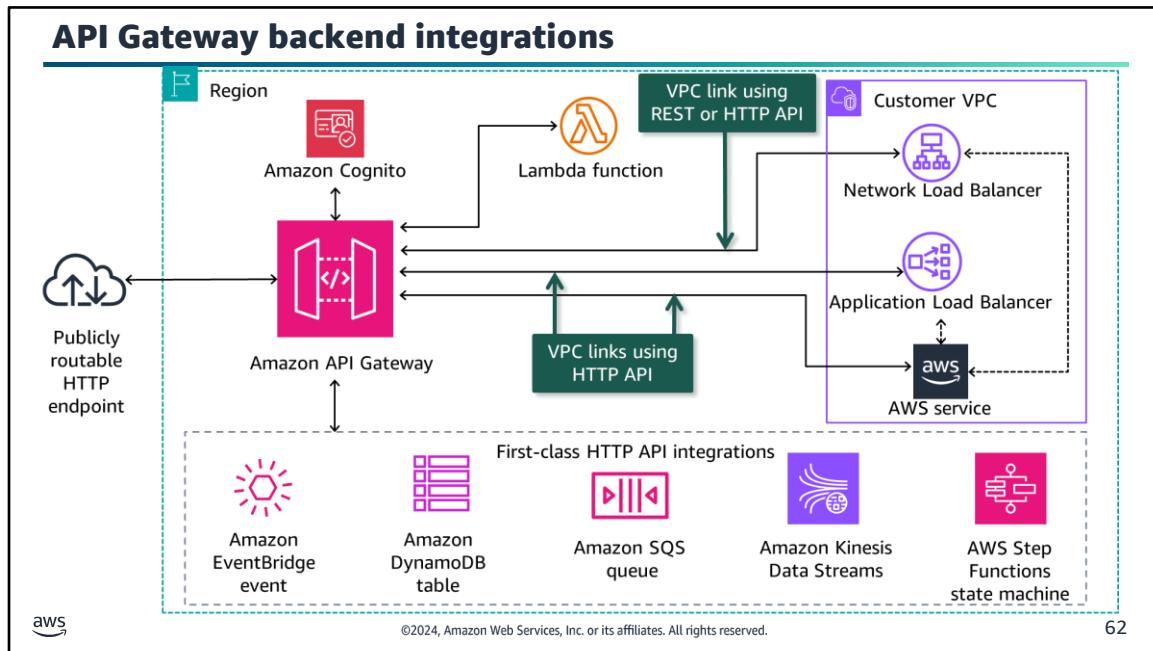 API Gateway backend integrations
Region
VPC link using
REST or HTTP API
Customer VPC
Amazon Cognito
Lambda function
Network Load Balancer
</>
Application Load Balancer
Publicly
routable
HTTP
endpoint
Amazon API Gateway
VPC links using
HTTP API
aws
AWS service
First-class HTTP API integrations
Amazon
EventBridge
event
Amazon
DynamoDB
table
Amazon SQS
queue
Amazon Kinesis
Data Streams
AWS Step
Functions
state machine
aws
©2024, Amazon Web Services, Inc. or its affiliates. All rights reserved.
62